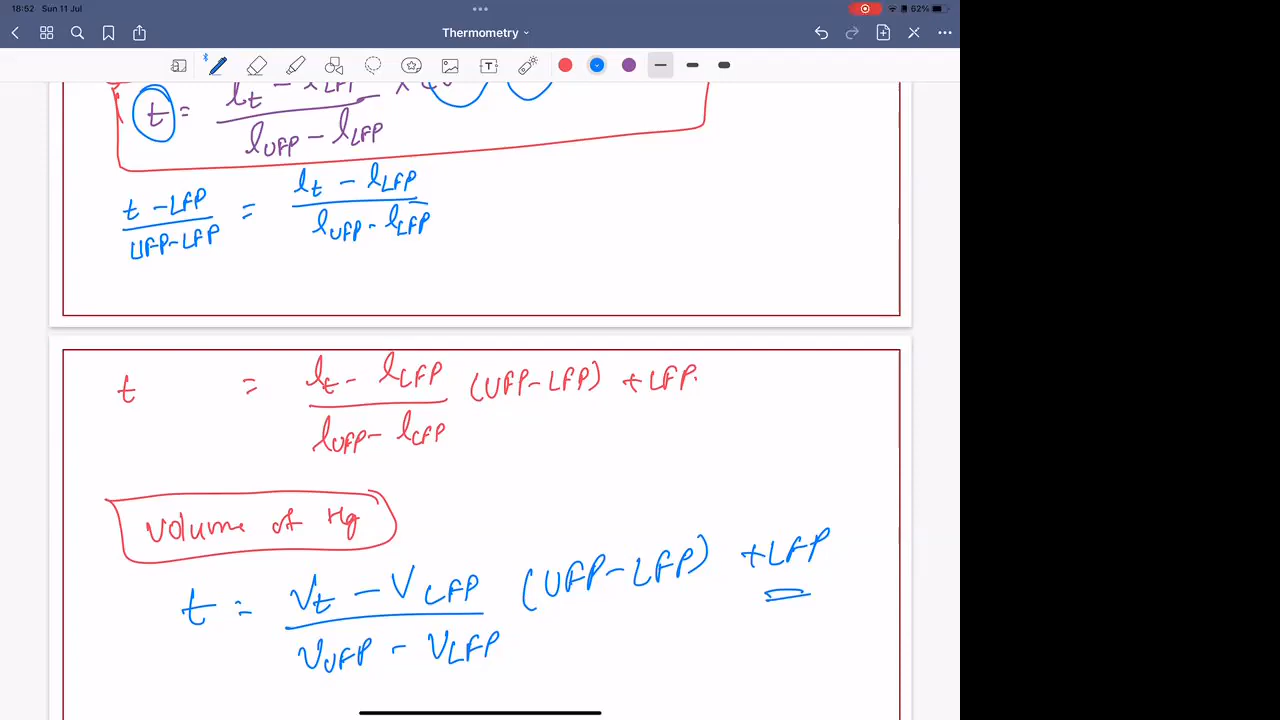 18:52 Sun 11 Jul
62%
Thermometry
T
t = l_t - l_LFP ×
l_UFP - l_LFP
t - LFP / UFP-LFP = l_t - l_LFP / l_UFP - l_LFP
t = l_t - l_LFP / l_UFP - l_LFP (UFP-LFP) + LFP.
Volume of Hg
t = V_t - V_LFP / V_UFP - V_LFP (UFP-LFP) + LFP